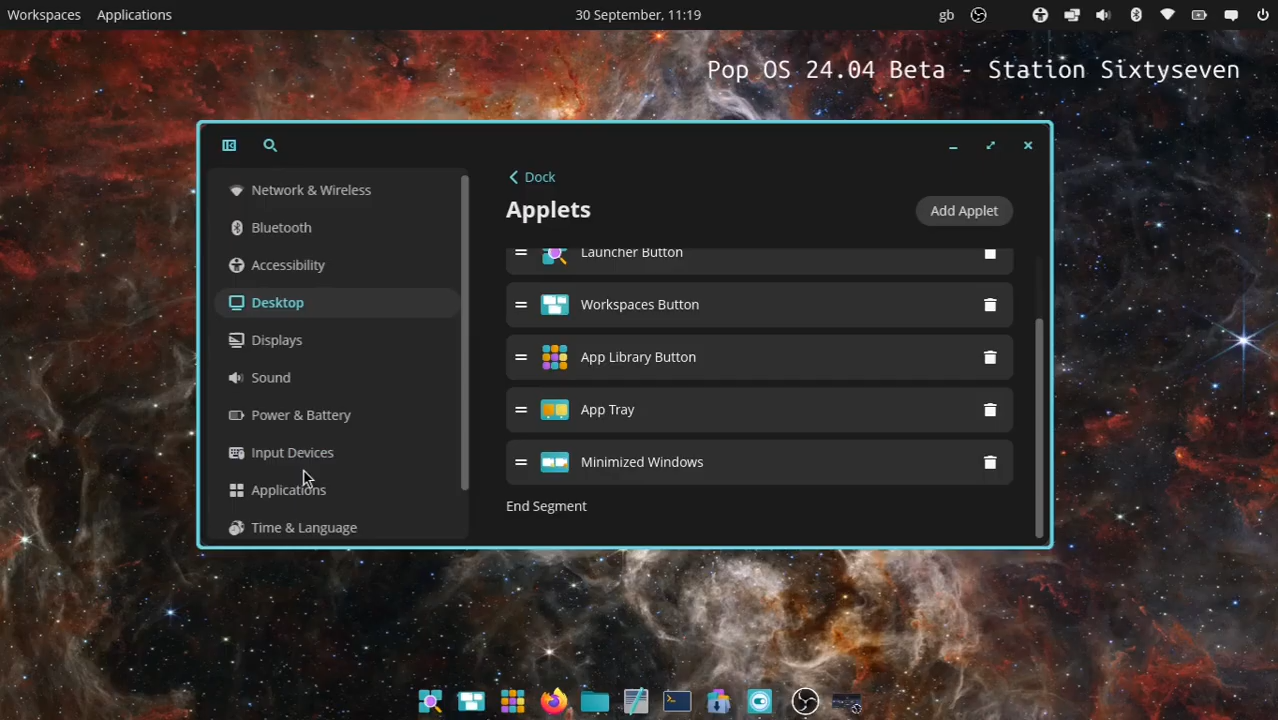 Workspaces Applications 30 September, 11:19 gb
Pop OS 24.04 Beta - Station Sixtyseven
Network & Wireless
Bluetooth
Accessibility
Desktop
Displays
Sound
Power & Battery
Input Devices
Applications
Time & Language
Dock
Applets
Add Applet
Launcher Button
Workspaces Button
App Library Button
App Tray
Minimized Windows
End Segment